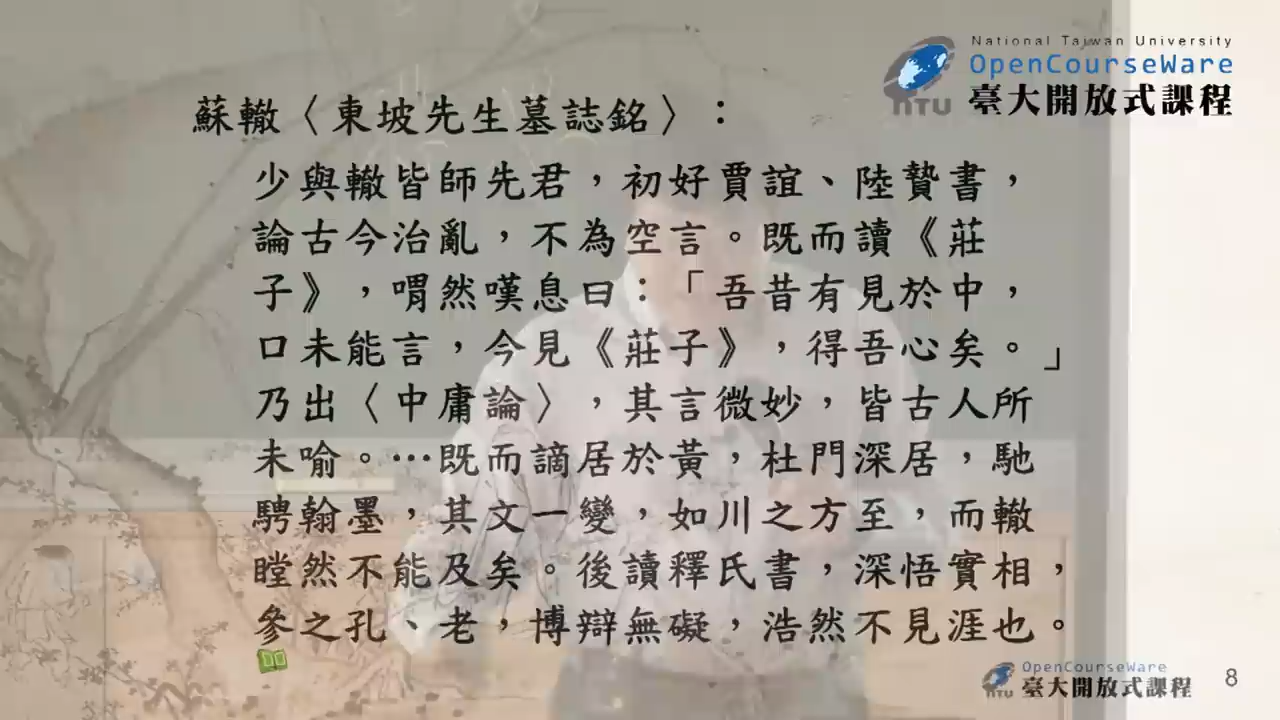 National Taiwan University
OpenCourseWare
NTU
臺大開放式課程
蘇轍〈東坡先生墓誌銘〉：
少與轍皆師先君，初好賈誼、陸贄書，
論古今治亂，不為空言。既而讀《莊
子》，喟然嘆息曰：「吾昔有見於中，
口未能言，今見《莊子》，得吾心矣。」
乃出〈中庸論〉，其言微妙，皆古人所
未喻。…既而謫居於黃，杜門深居，馳
騁翰墨，其文一變，如川之方至，而轍
瞠然不能及矣。後讀釋氏書，深悟實相，
參之孔、老，博辯無礙，浩然不見涯也。
OpenCourseWare
NTU
臺大開放式課程
8